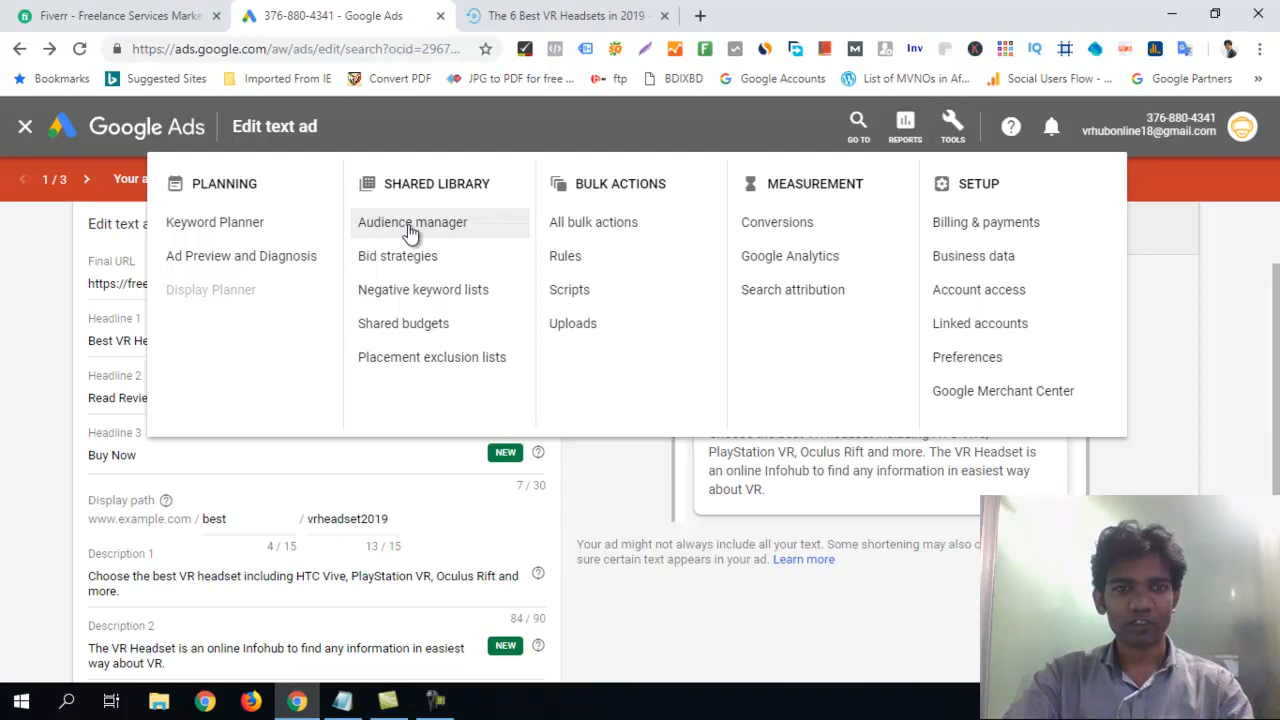 Fiverr - Freelance Services Marke
376-880-4341 - Google Ads
The 6 Best VR Headsets in 2019 -
https://ads.google.com/aw/ads/edit/search?ocid=2967...
Inv
IQ
Bookmarks
Suggested Sites
Imported From IE
Convert PDF
JPG to PDF for free ...
ftp
BDIXBD
Google Accounts
List of MVNOs in Af...
Social Users Flow - ...
Google Partners
Google Ads
Edit text ad
GO TO
REPORTS
TOOLS
376-880-4341
vrhubonline18@gmail.com
1 / 3
Your a
PLANNING
Keyword Planner
Ad Preview and Diagnosis
Display Planner
SHARED LIBRARY
Audience manager
Bid strategies
Negative keyword lists
Shared budgets
Placement exclusion lists
BULK ACTIONS
All bulk actions
Rules
Scripts
Uploads
MEASUREMENT
Conversions
Google Analytics
Search attribution
SETUP
Billing & payments
Business data
Account access
Linked accounts
Preferences
Google Merchant Center
Edit text a
Final URL
https://free
Headline 1
Best VR He
Headline 2
Read Revie
Headline 3
Buy Now
NEW
7 / 30
Display path
www.example.com / best / vrheadset2019
4 / 15
13 / 15
Description 1
Choose the best VR headset including HTC Vive, PlayStation VR, Oculus Rift and
more.
84 / 90
Description 2
The VR Headset is an online Infohub to find any information in easiest
way about VR.
NEW
PlayStation VR, Oculus Rift and more. The VR Headset is
an online Infohub to find any information in easiest way
about VR.
Your ad might not always include all your text. Some shortening may also o
sure certain text appears in your ad. Learn more